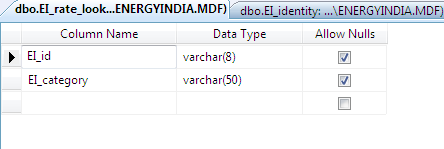 dbo.EI_rate_look...ENERGYINDIA.MDF) dbo.EI_identity: ...\ENERGYINDIA.MDF)
Column Name Data Type Allow Nulls
EI_id varchar(8)
EI_category varchar(50)